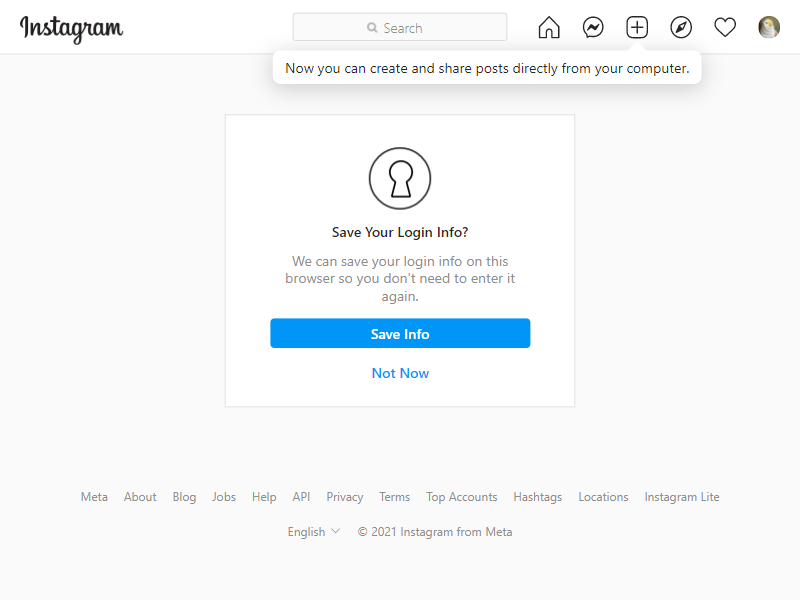 Instagram
Search
Now you can create and share posts directly from your computer.
Save Your Login Info?
We can save your login info on this
browser so you don't need to enter it
again.
Save Info
Not Now
Meta About Blog Jobs Help API Privacy Terms Top Accounts Hashtags Locations Instagram Lite
English © 2021 Instagram from Meta